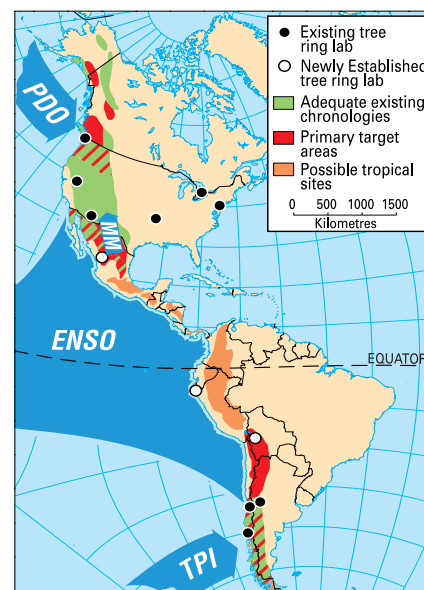 PDO
Existing tree
ring lab
Newly Established
tree ring lab
Adequate existing
chronologies
Primary target
areas
Possible tropical
sites
0 500 1000 1500
Kilometres
MM
ENSO
EQUATOR
TPI